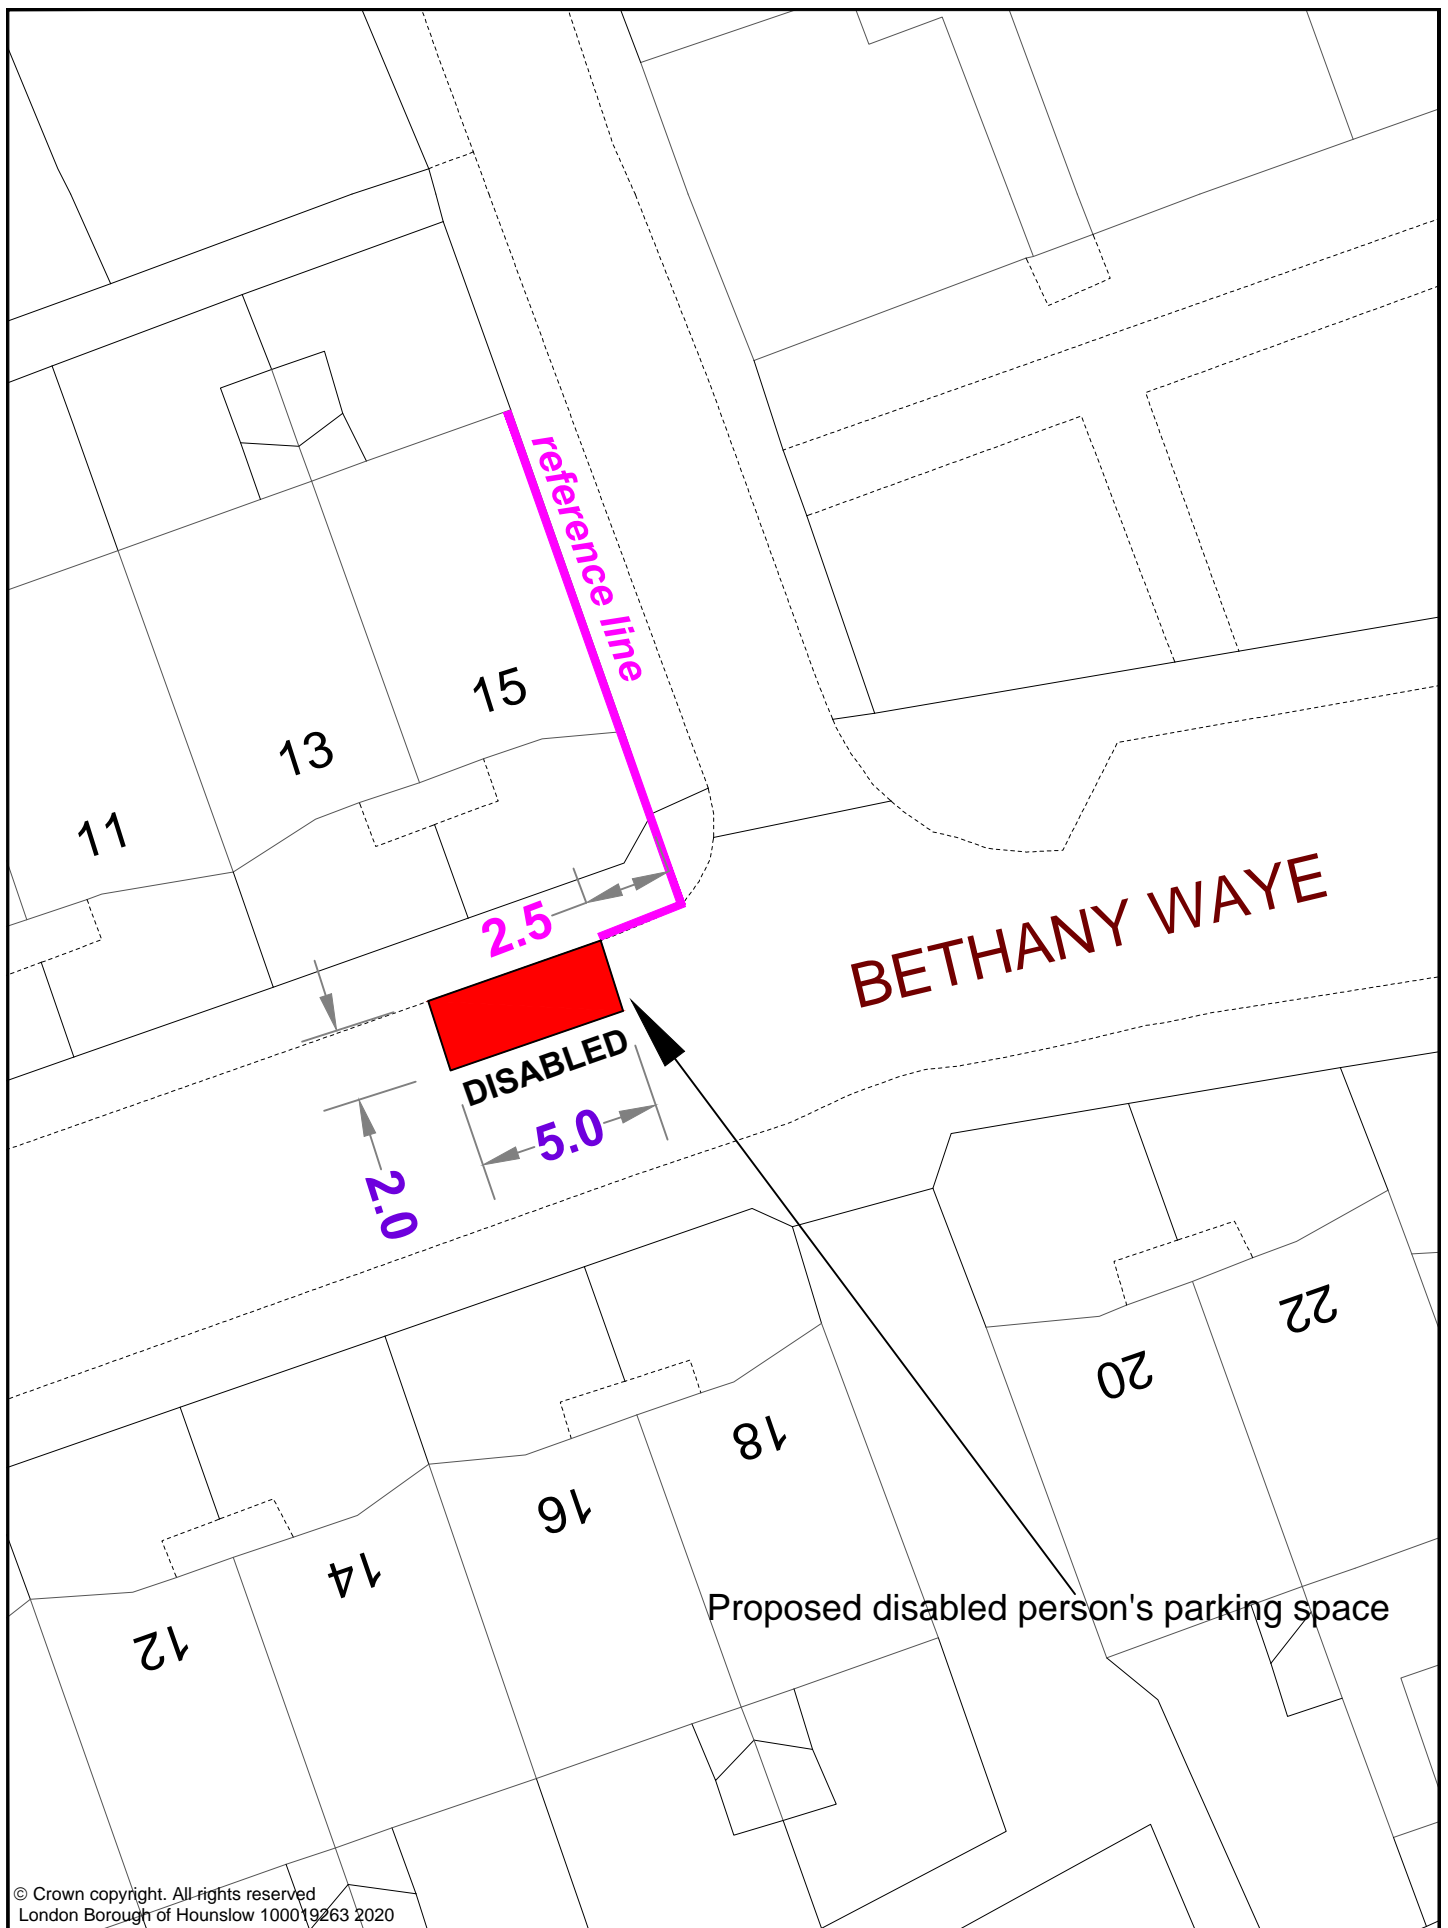 reference line
15
13
11
2.5
BETHANY WAYE
DISABLED
5.0
2.0
22
20
18
16
14
12
Proposed disabled person's parking space
© Crown copyright. All rights reserved
London Borough of Hounslow 100019263 2020